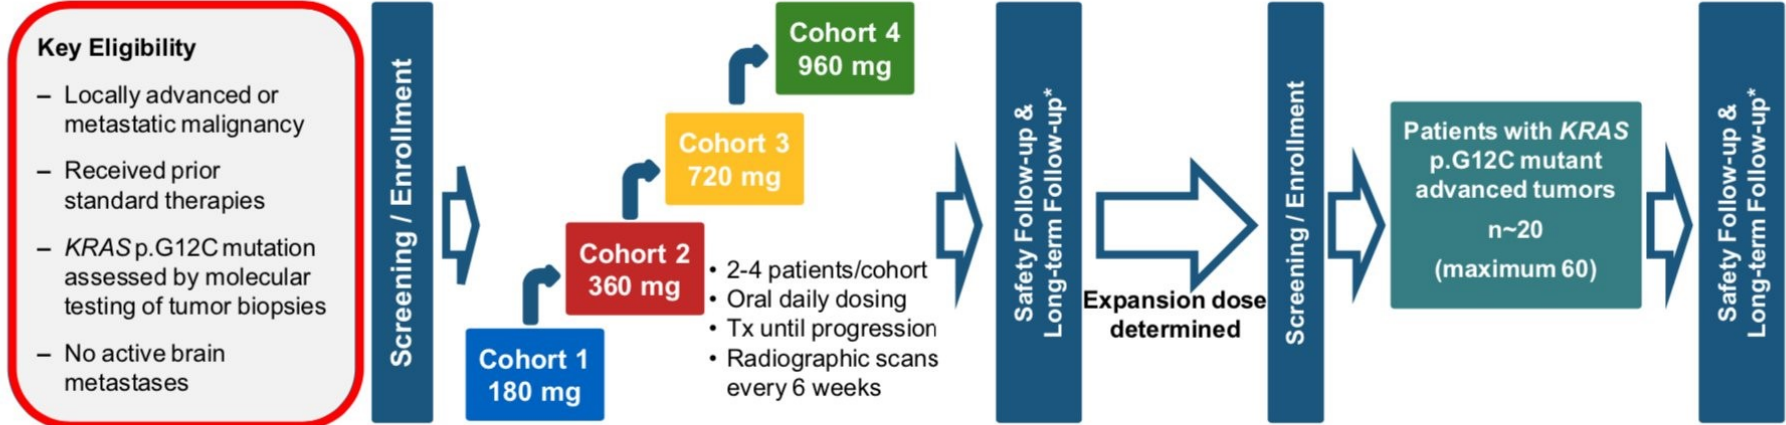 Key Eligibility
– Locally advanced or
metastatic malignancy
– Received prior
standard therapies
– KRAS p.G12C mutation
assessed by molecular
testing of tumor biopsies
– No active brain
metastases
Screening / Enrollment
Cohort 1
180 mg
Cohort 2
360 mg
Cohort 3
720 mg
Cohort 4
960 mg
• 2-4 patients/cohort
• Oral daily dosing
• Tx until progression
• Radiographic scans
every 6 weeks
Safety Follow-up &
Long-term Follow-up*
Expansion dose
determined
Screening / Enrollment
Patients with KRAS
p.G12C mutant
advanced tumors
n~20
(maximum 60)
Safety Follow-up &
Long-term Follow-up*